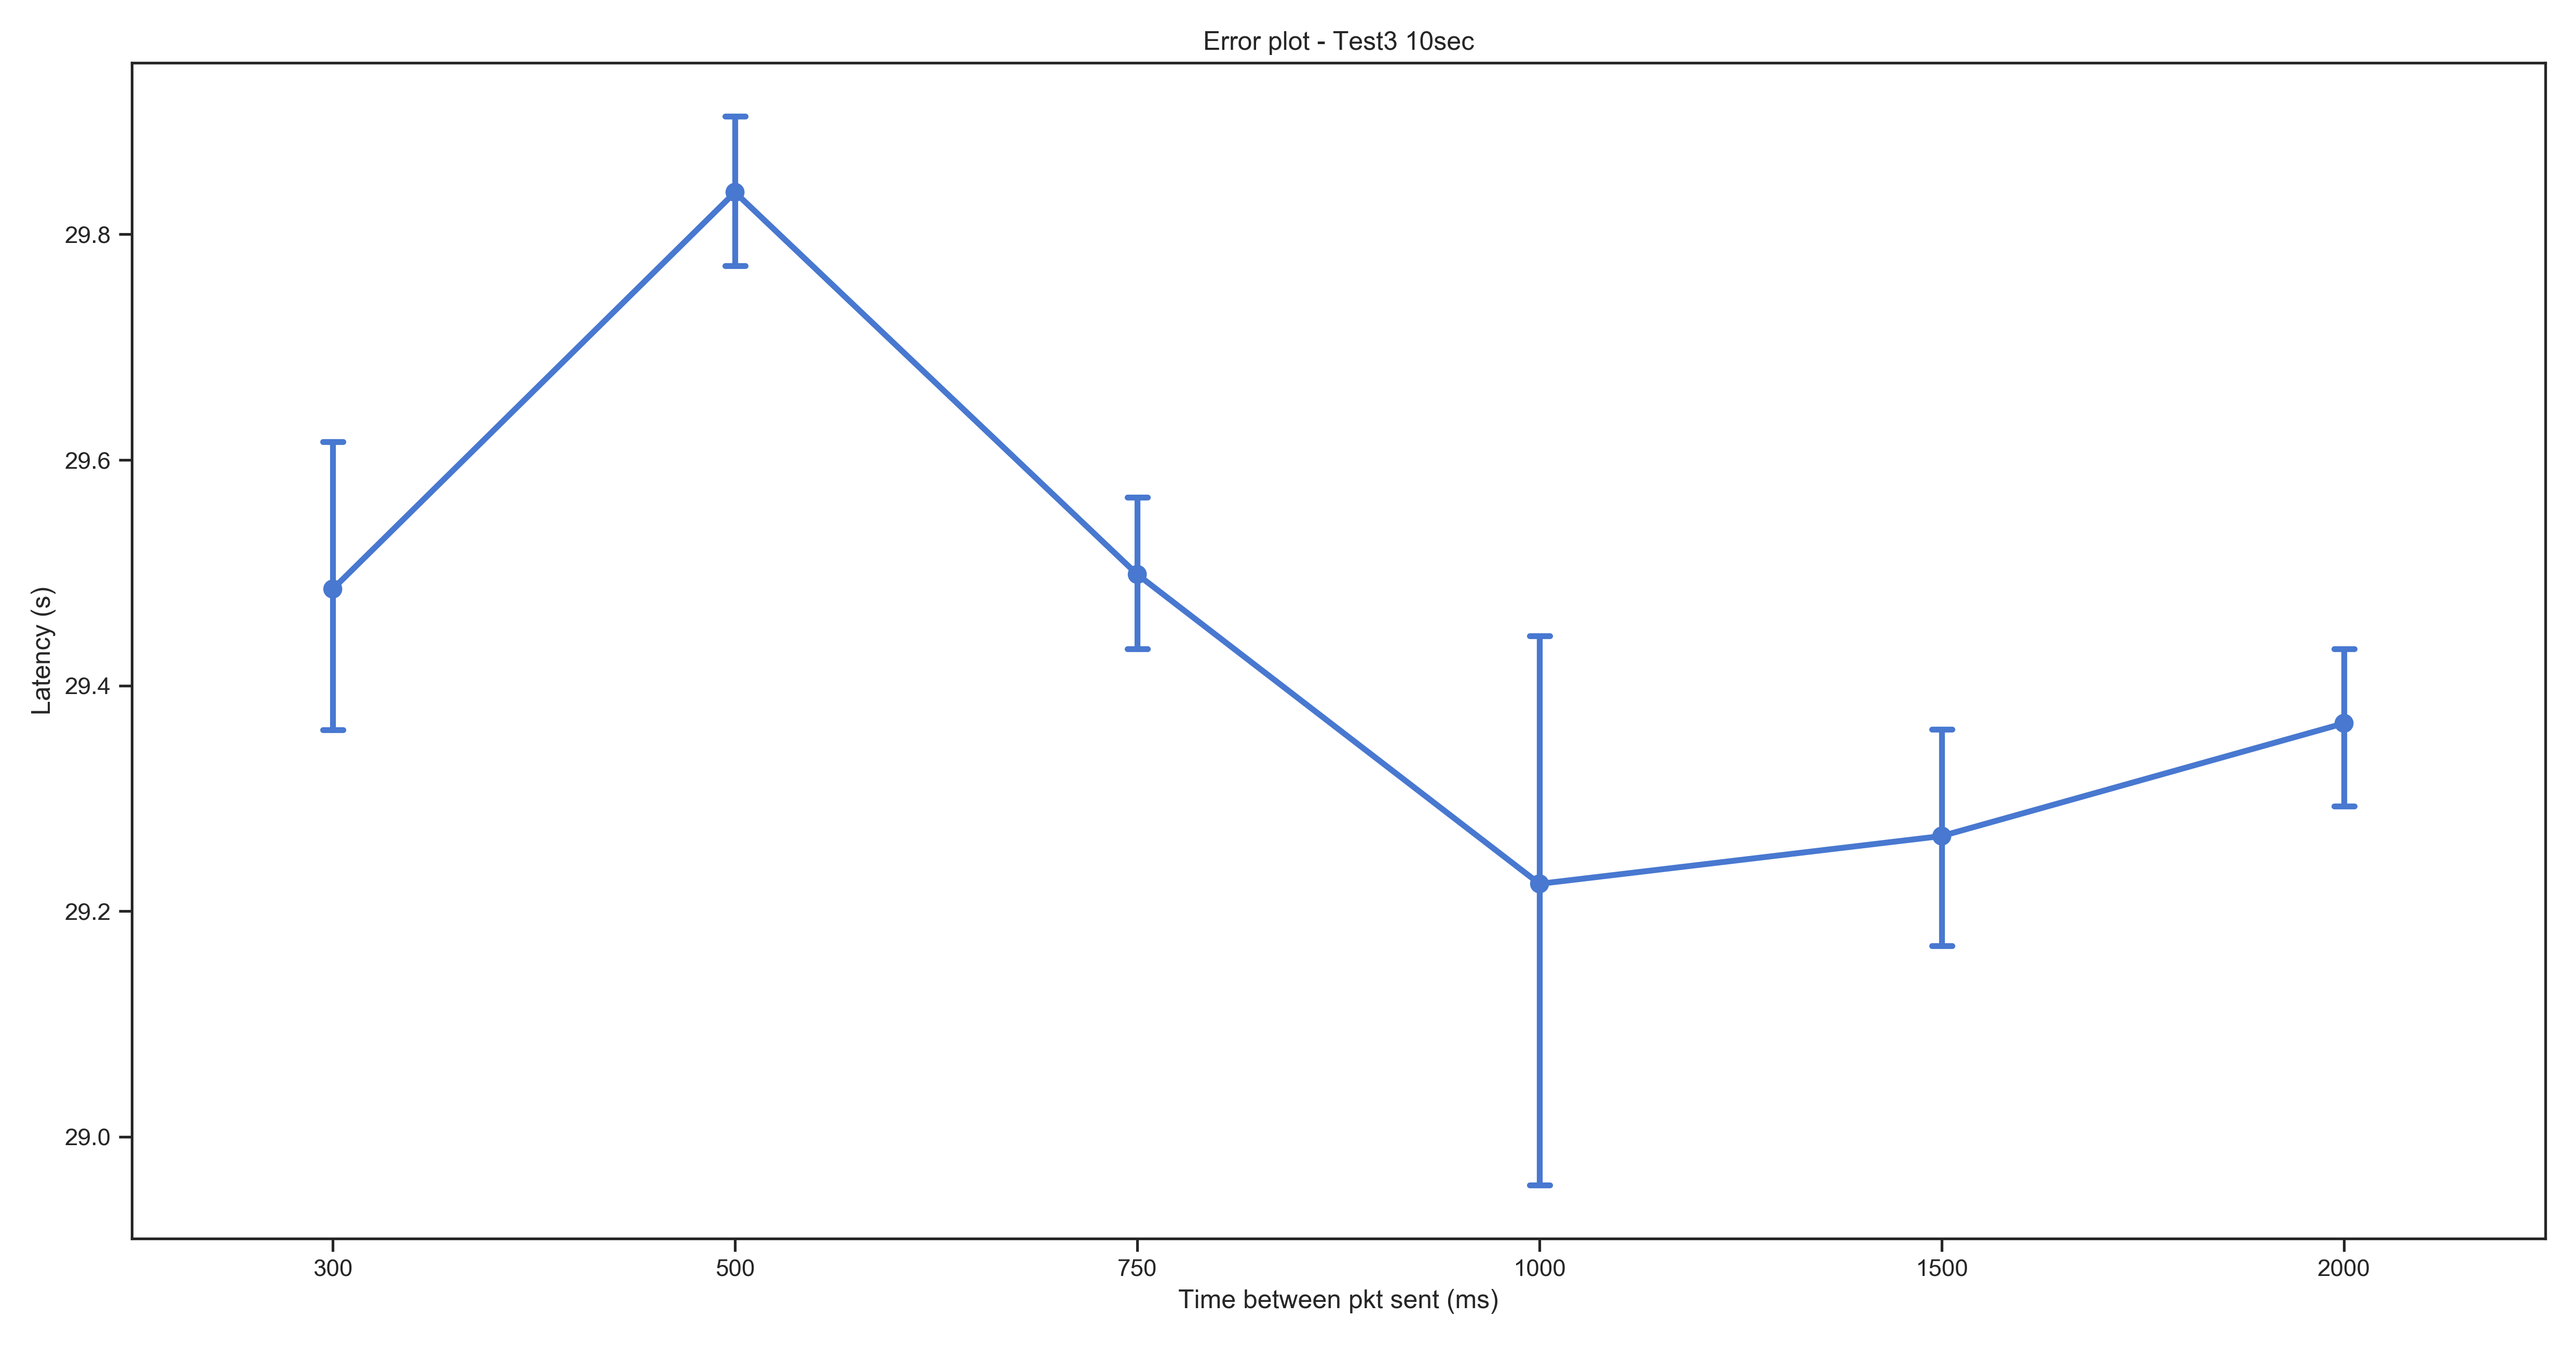 Error plot - Test3 10sec
Latency (s)
29.8
29.6
29.4
29.2
29.0
300 500 750 1000 1500 2000
Time between pkt sent (ms)